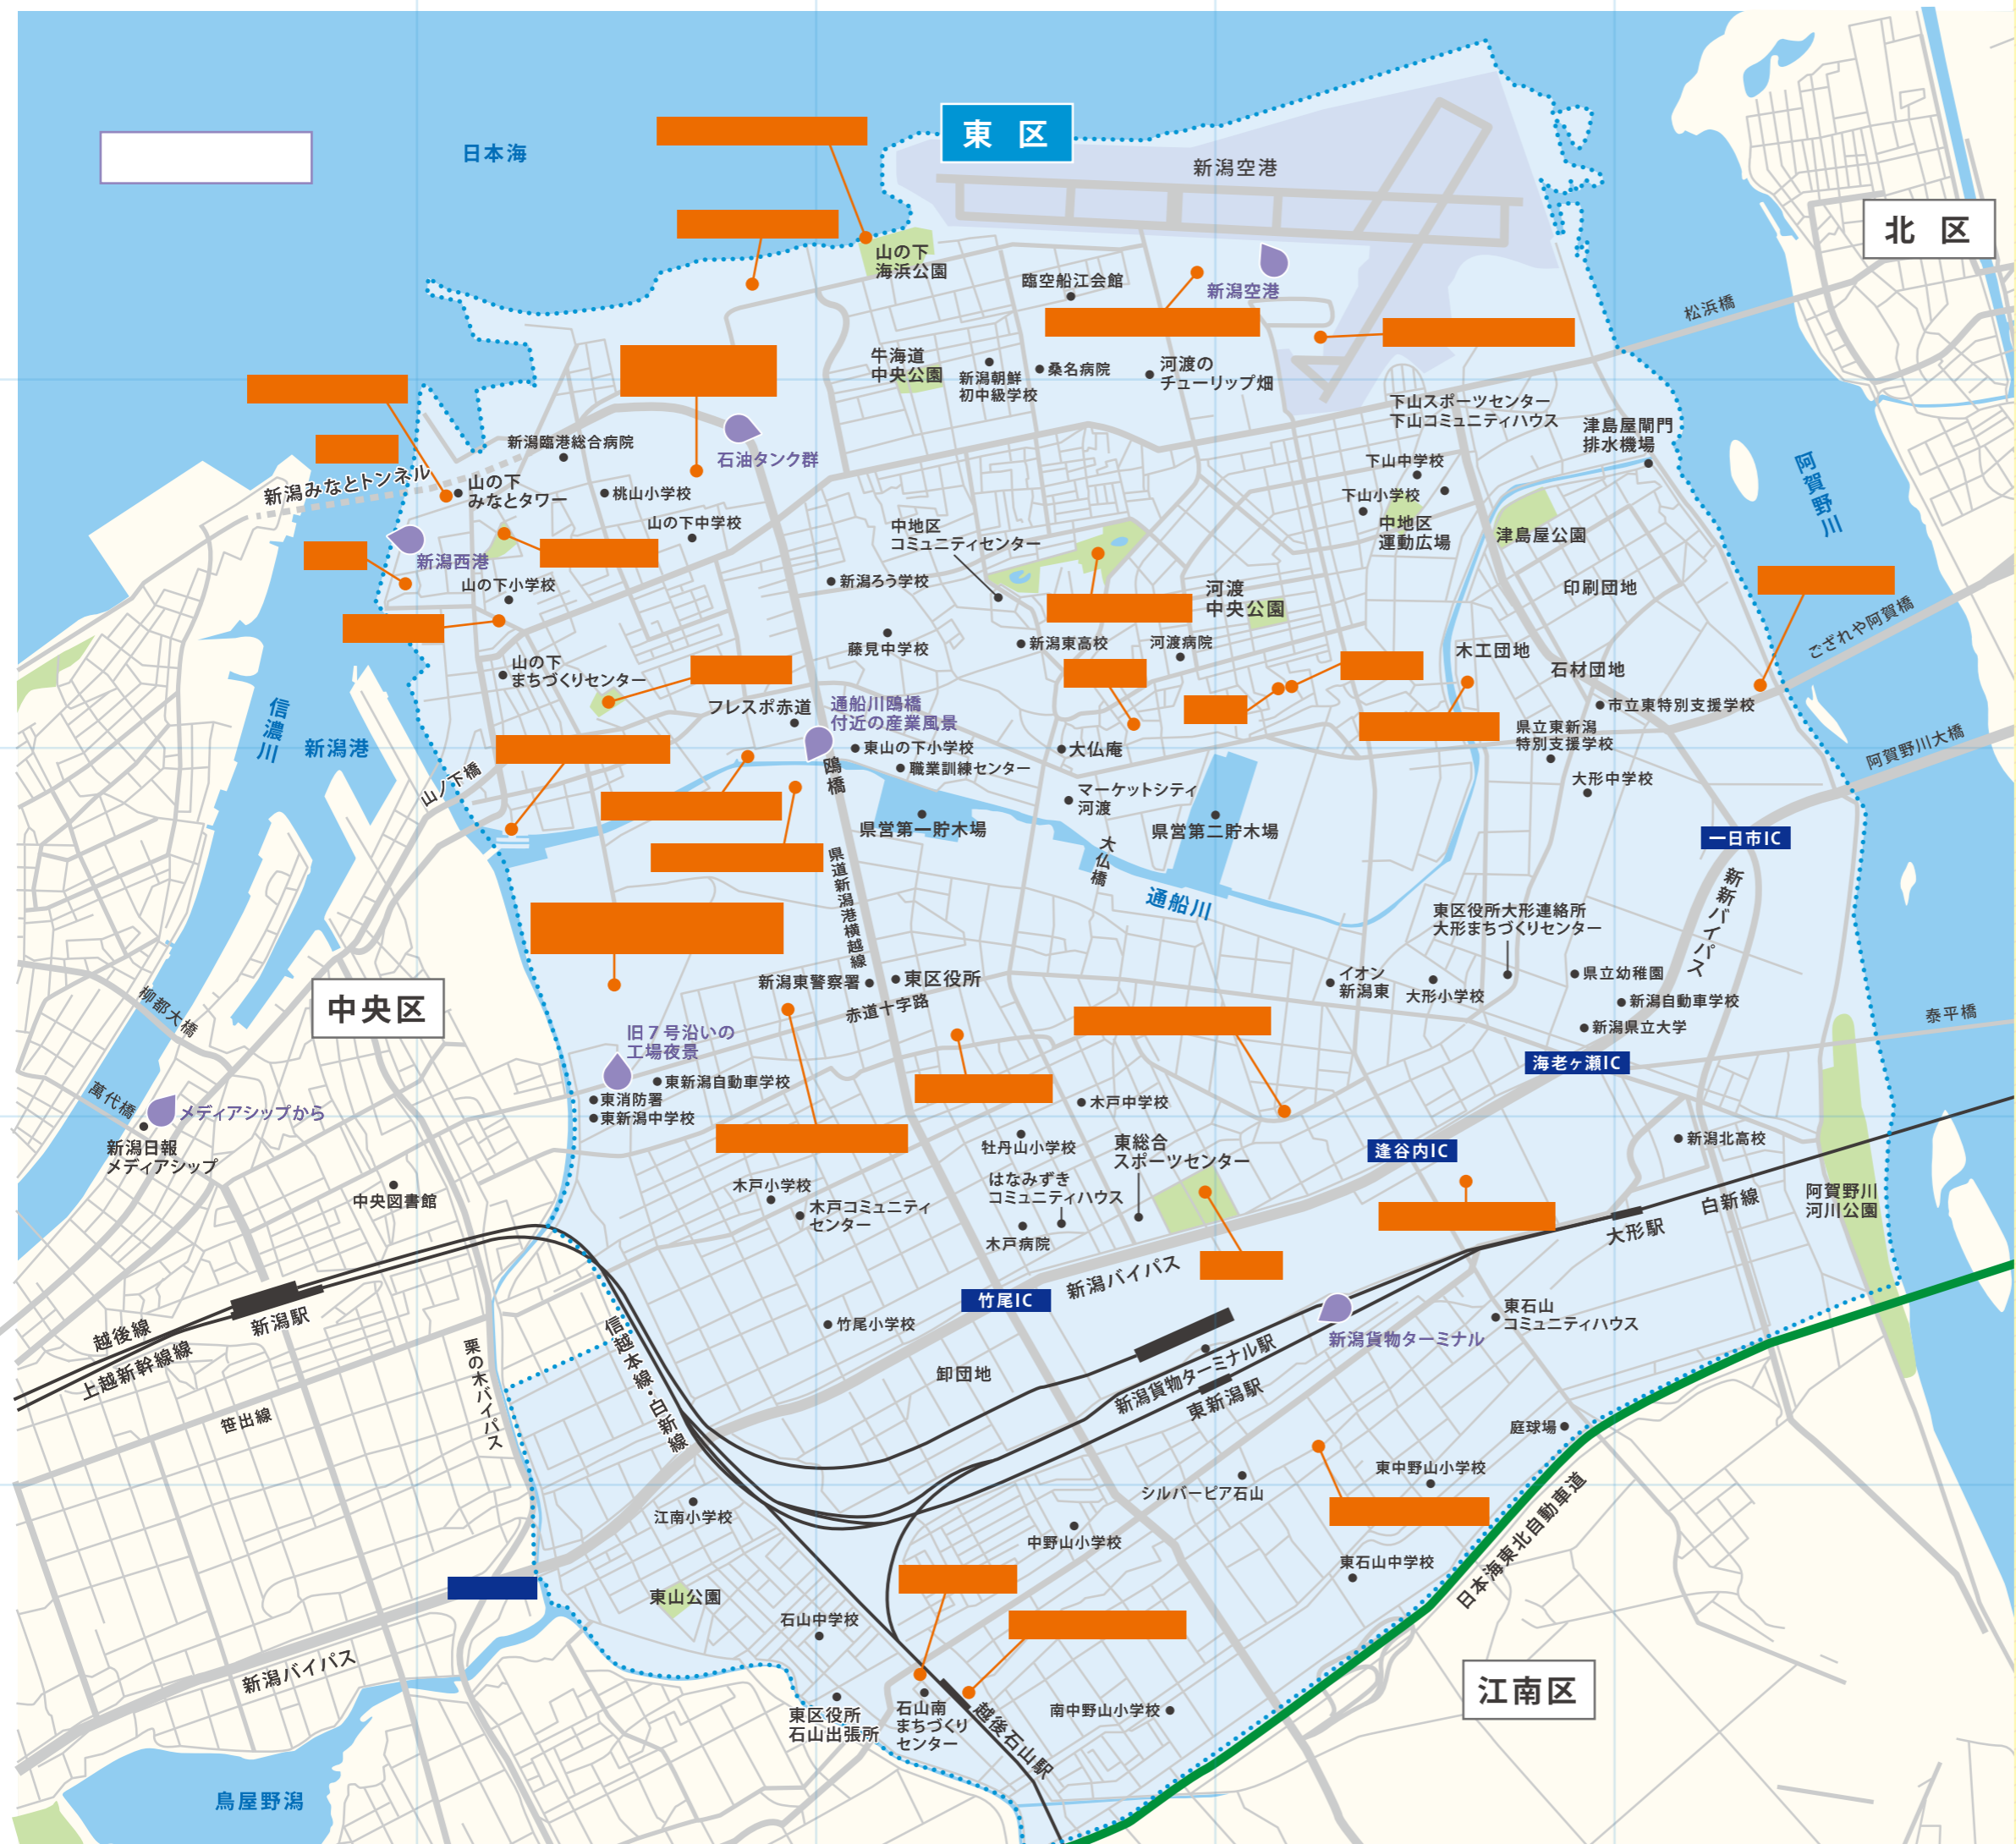 東 区
日本海
新潟空港
北 区
山の下
海浜公園
臨空船江会館
新潟空港
松浜橋
牛海道
中央公園
新潟朝鮮
初中級学校
桑名病院
河渡の
チューリップ畑
下山スポーツセンター
下山コミュニティハウス
津島屋閘門
排水機場
新潟臨港総合病院
石油タンク群
新潟みなとトンネル
山の下
みなとタワー
桃山小学校
山の下中学校
下山中学校
下山小学校
中地区
運動広場
津島屋公園
阿賀野川
中地区
コミュニティセンター
新潟西港
山の下小学校
新潟ろう学校
河渡
中央公園
印刷団地
ござれや阿賀橋
藤見中学校
新潟東高校
河渡病院
木工団地
石材団地
山の下
まちづくりセンター
フレスポ赤道
通船川鴎橋
付近の産業風景
市立東特別支援学校
県立東新潟
特別支援学校
阿賀野川大橋
信濃川
新潟港
山ノ下橋
鴎橋
東山の下小学校
職業訓練センター
大仏庵
大形中学校
マーケットシティ
河渡
県営第一貯木場
県営第二貯木場
一日市IC
大仏橋
通船川
県道新潟港横越線
新新バイパス
東区役所大形連絡所
大形まちづくりセンター
中央区
柳都大橋
新潟東警察署
東区役所
赤道十字路
イオン
新潟東
大形小学校
県立幼稚園
新潟自動車学校
新潟県立大学
泰平橋
旧７号沿いの
工場夜景
海老ヶ瀬IC
東新潟自動車学校
東消防署
東新潟中学校
萬代橋
メディアシップから
新潟日報
メディアシップ
木戸中学校
牡丹山小学校
東総合
スポーツセンター
逢谷内IC
新潟北高校
中央図書館
木戸小学校
木戸コミュニティ
センター
はなみずき
コミュニティハウス
木戸病院
阿賀野川
河川公園
白新線
大形駅
新潟バイパス
竹尾IC
新潟駅
越後線
上越新幹線線
栗の木バイパス
信越本線・白新線
竹尾小学校
卸団地
新潟貨物ターミナル駅
東新潟駅
新潟貨物ターミナル
東石山
コミュニティハウス
笹出線
庭球場
東中野山小学校
シルバーピア石山
江南小学校
中野山小学校
東石山中学校
日本海東北自動車道
東山公園
石山中学校
新潟バイパス
江南区
東区役所
石山出張所
石山南
まちづくり
センター
越後石山駅
南中野山小学校
鳥屋野潟